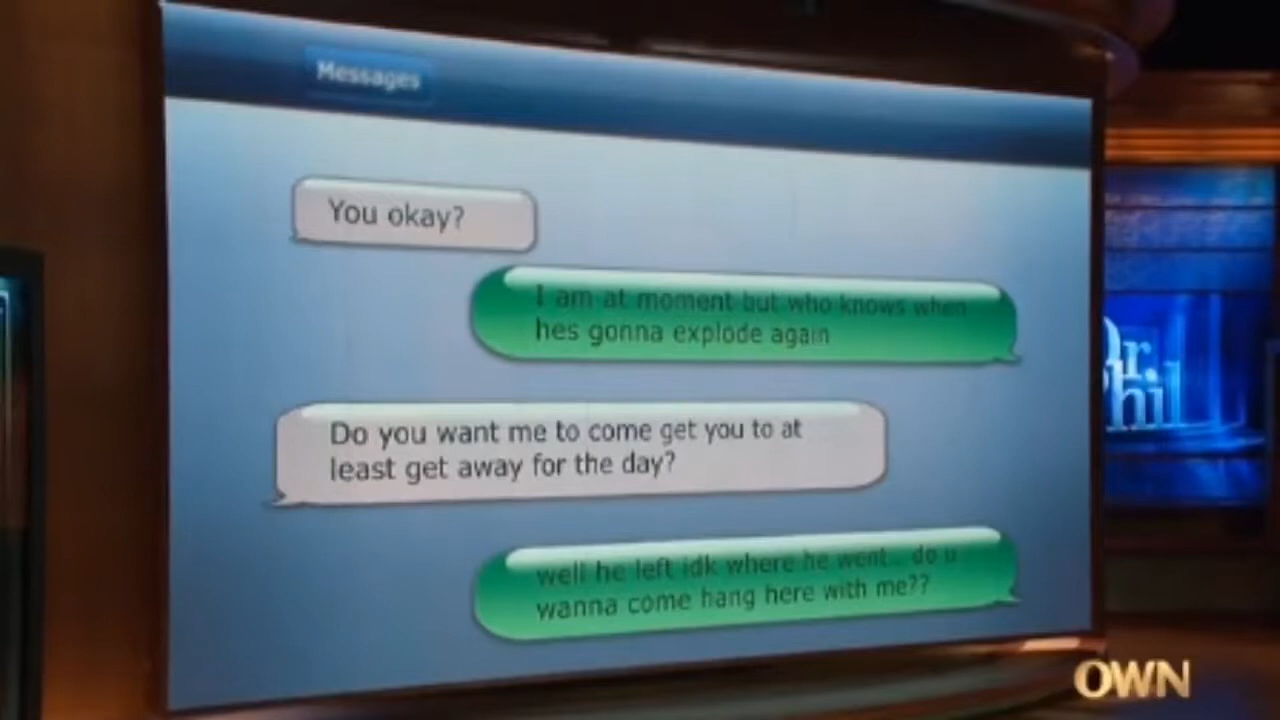 Messages
You okay?
I am at moment but who knows when
hes gonna explode again
Do you want me to come get you to at
least get away for the day?
well he left idk where he went.. do u
wanna come hang here with me??
Dr.
Phil
OWN